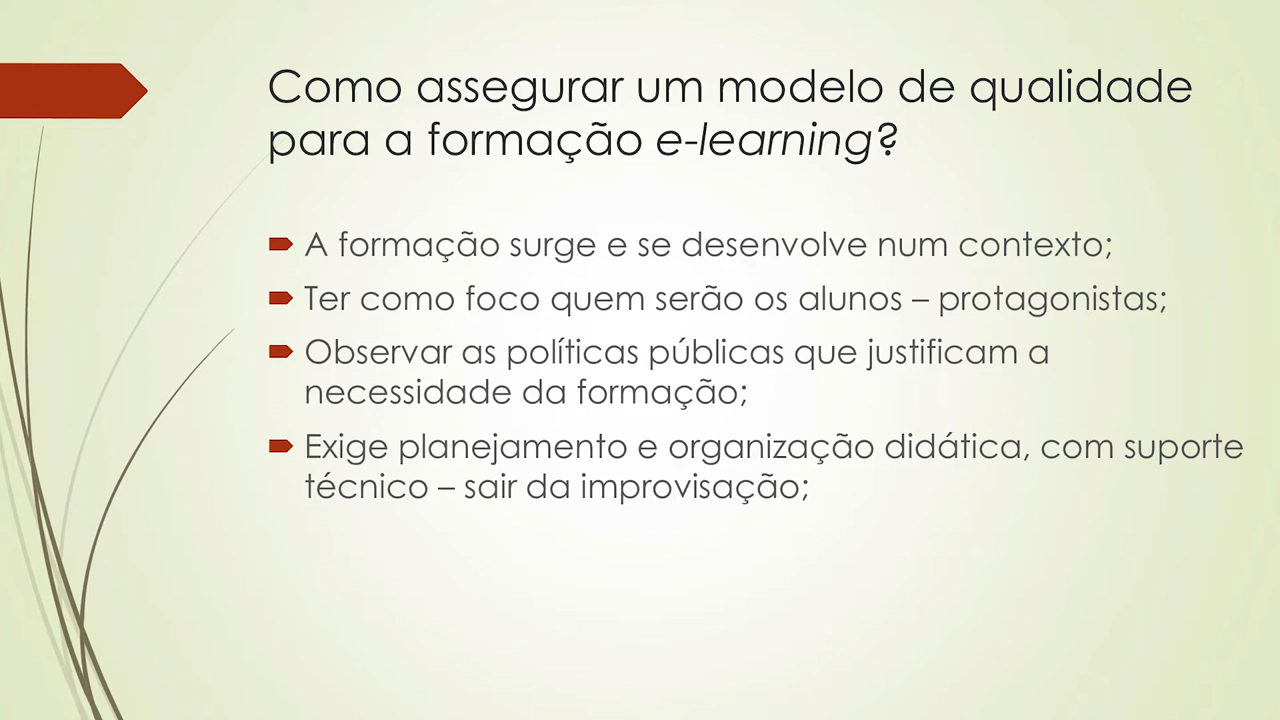 Como assegurar um modelo de qualidade
para a formação e-learning?
A formação surge e se desenvolve num contexto;
Ter como foco quem serão os alunos – protagonistas;
Observar as políticas públicas que justificam a
necessidade da formação;
Exige planejamento e organização didática, com suporte
técnico – sair da improvisação;